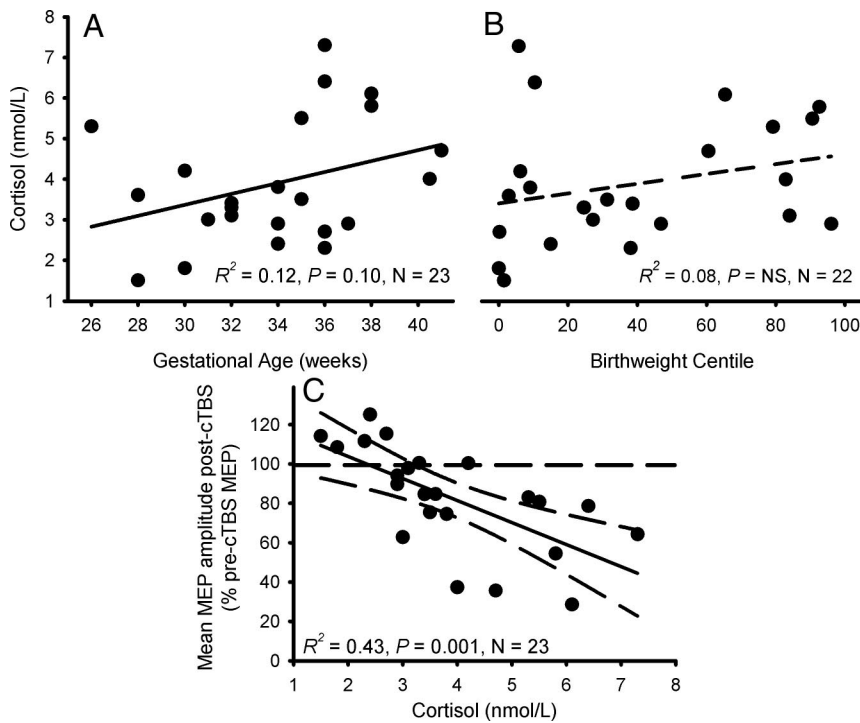 A
Cortisol (nmol/L)
8
7
6
5
4
3
2
1
R² = 0.12, P = 0.10, N = 23
26 28 30 32 34 36 38 40
Gestational Age (weeks)
B
R² = 0.08, P = NS, N = 22
0 20 40 60 80 100
Birthweight Centile
C
Mean MEP amplitude post-cTBS
(% pre-cTBS MEP)
120
100
80
60
40
20
0
R² = 0.43, P = 0.001, N = 23
1 2 3 4 5 6 7 8
Cortisol (nmol/L)